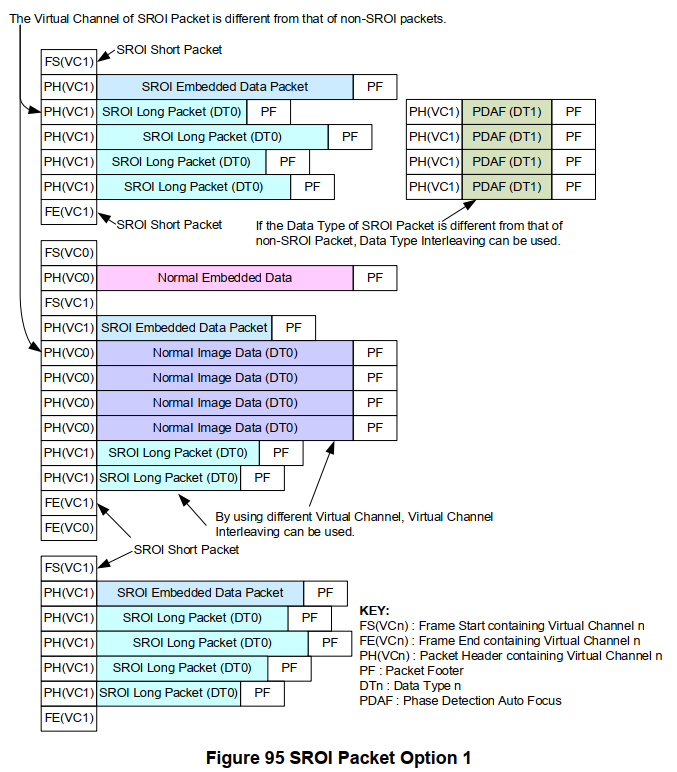 The Virtual Channel of SROI Packet is different from that of non-SROI packets.
SROI Short Packet
FS(VC1)
PH(VC1) SROI Embedded Data Packet PF
PH(VC1) SROI Long Packet (DT0) PF PH(VC1) PDAF (DT1) PF
PH(VC1) SROI Long Packet (DT0) PF PH(VC1) PDAF (DT1) PF
PH(VC1) SROI Long Packet (DT0) PF PH(VC1) PDAF (DT1) PF
PH(VC1) SROI Long Packet (DT0) PF PH(VC1) PDAF (DT1) PF
FE(VC1)
SROI Short Packet
If the Data Type of SROI Packet is different from that of
non-SROI Packet, Data Type Interleaving can be used.
FS(VC0)
PH(VC0) Normal Embedded Data PF
FS(VC1)
PH(VC1) SROI Embedded Data Packet PF
PH(VC0) Normal Image Data (DT0) PF
PH(VC0) Normal Image Data (DT0) PF
PH(VC0) Normal Image Data (DT0) PF
PH(VC0) Normal Image Data (DT0) PF
PH(VC1) SROI Long Packet (DT0) PF
PH(VC1) SROI Long Packet (DT0) PF
FE(VC1)
FE(VC0)
By using different Virtual Channel, Virtual Channel
Interleaving can be used.
SROI Short Packet
FS(VC1)
PH(VC1) SROI Embedded Data Packet PF
PH(VC1) SROI Long Packet (DT0) PF
PH(VC1) SROI Long Packet (DT0) PF
PH(VC1) SROI Long Packet (DT0) PF
PH(VC1) SROI Long Packet (DT0) PF
FE(VC1)
KEY:
FS(VCn) : Frame Start containing Virtual Channel n
FE(VCn) : Frame End containing Virtual Channel n
PH(VCn) : Packet Header containing Virtual Channel n
PF : Packet Footer
DTn : Data Type n
PDAF : Phase Detection Auto Focus
Figure 95 SROI Packet Option 1